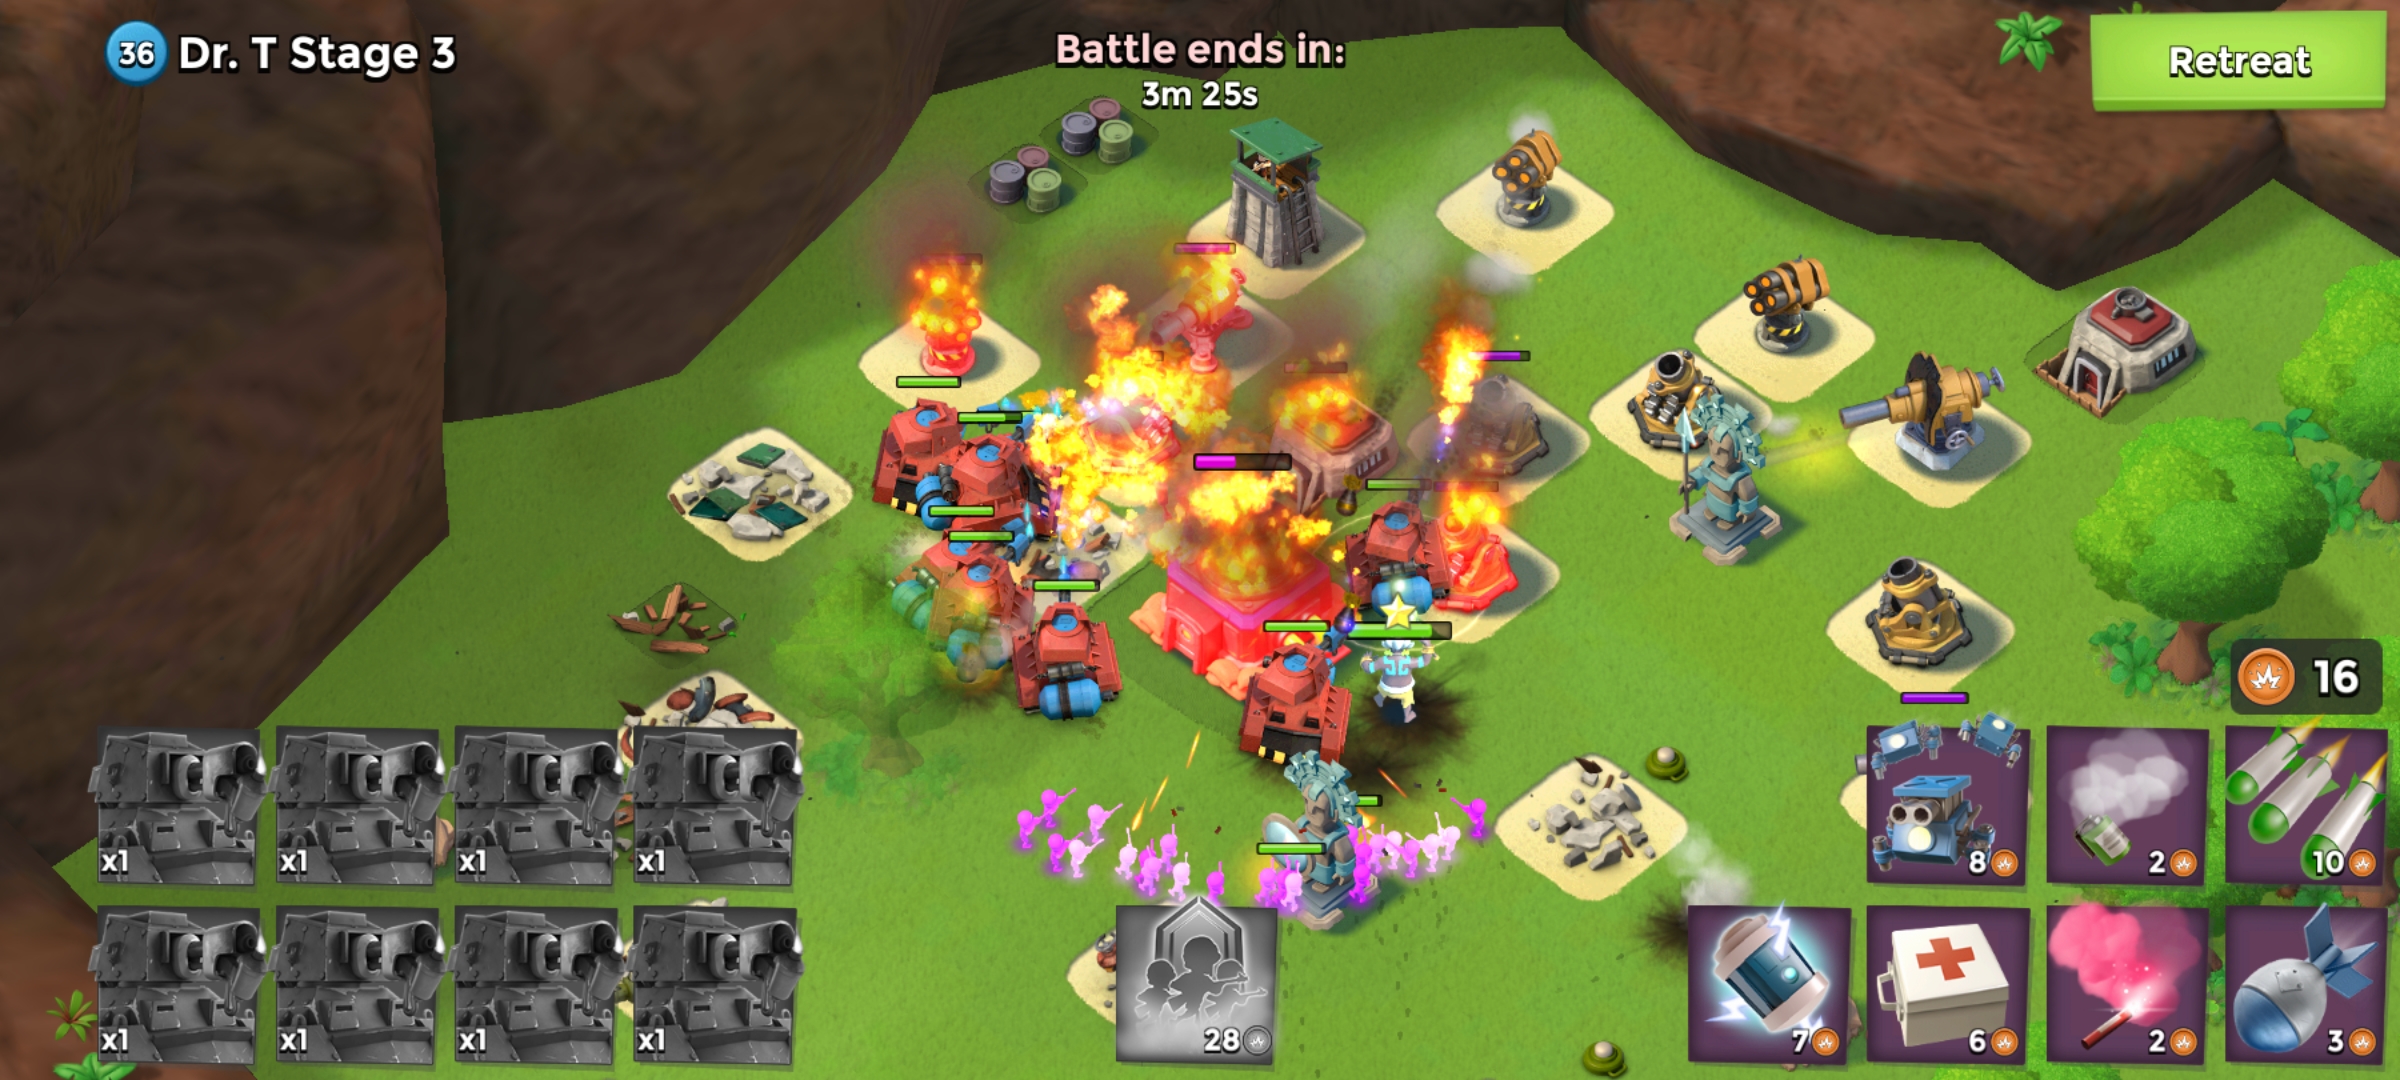 36 Dr. T Stage 3
Battle ends in:
3m 25s
Retreat
16
x1 x1 x1 x1
8 2 10
x1 x1 x1 x1
28
7 6 2 3